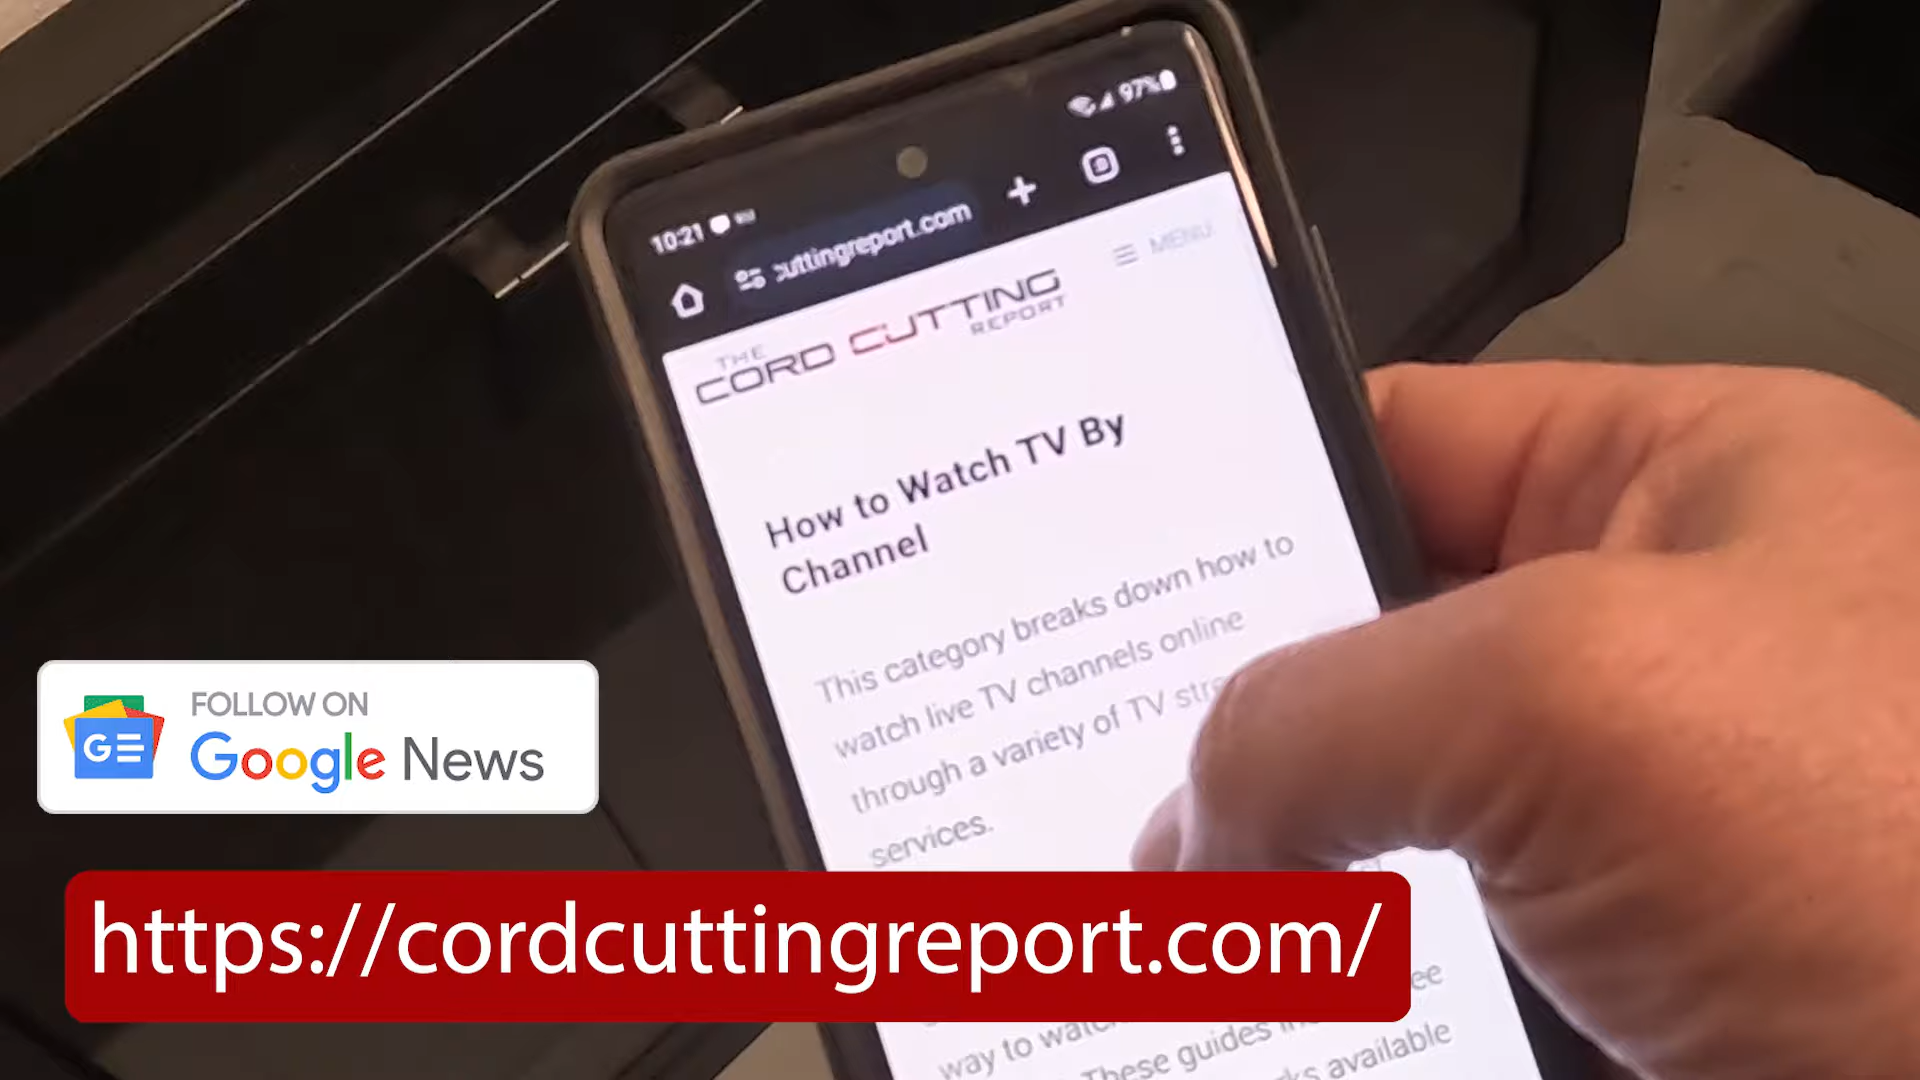 10:21
97%
cuttingreport.com
MENU
THE
CORD CUTTING
REPORT
How to Watch TV By
Channel
This category breaks down how to
watch live TV channels online
through a variety of TV
services.
FOLLOW ON
GE
Google News
https://cordcuttingreport.com/
way to
These guides
available